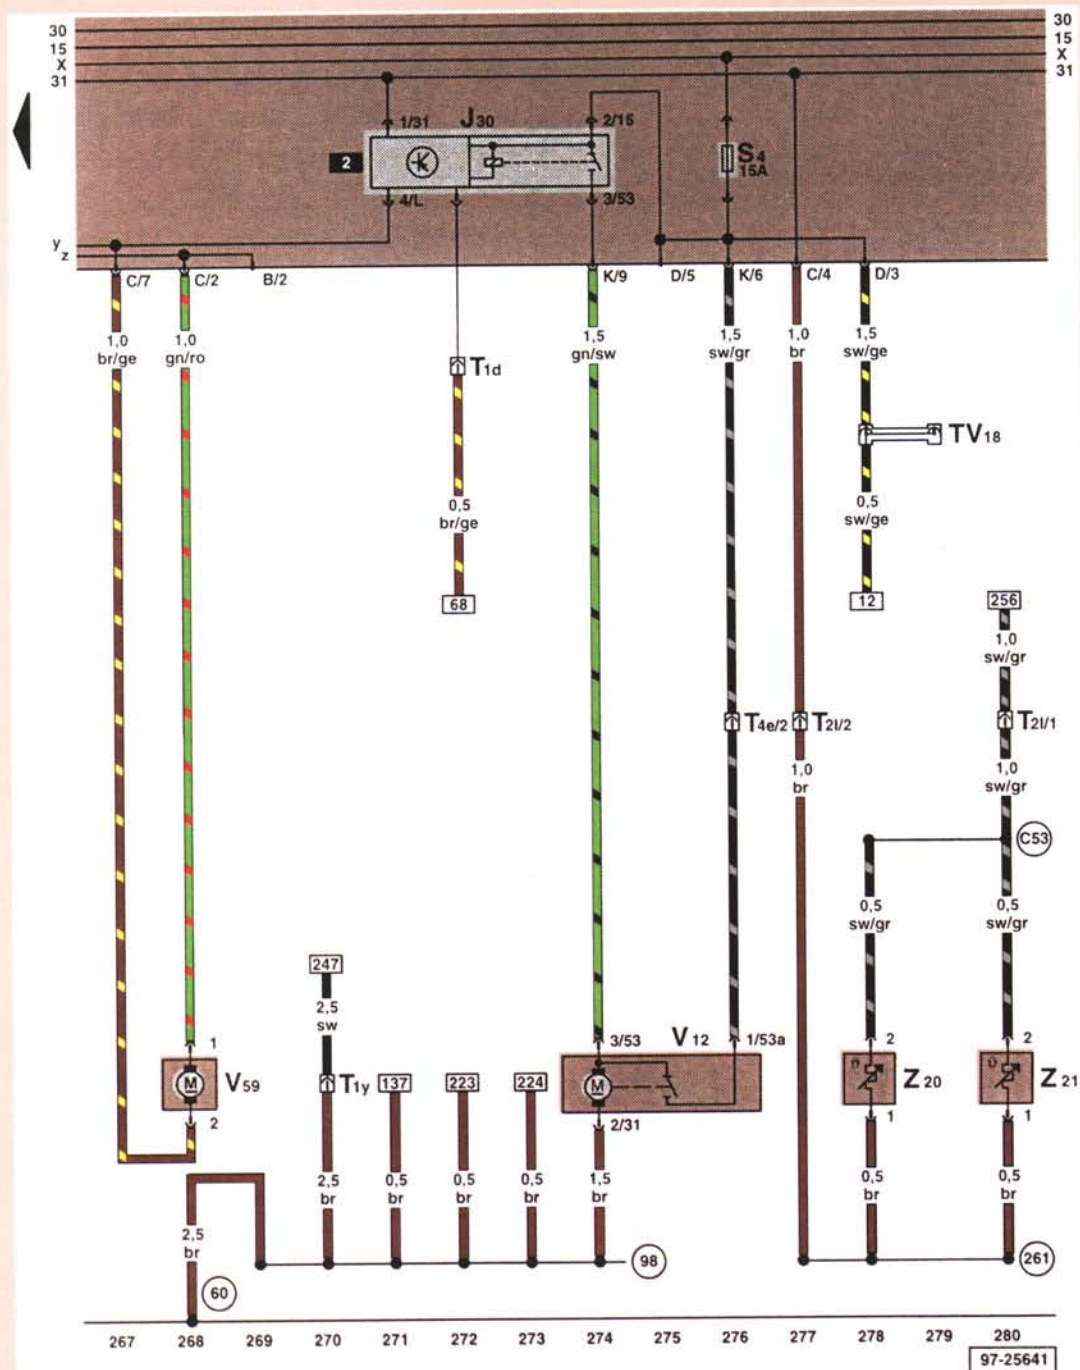 30 30
15 15
X X
31 31
1/31 J30 2/15
2
S4
15A
4/L 3/53
y
z
C/7 C/2 B/2 K/9 D/5 K/6 C/4 D/3
1,0 1,0 1,5 1,5 1,0 1,5
br/ge gn/ro gn/sw sw/gr br sw/ge
T1d
TV18
0,5 0,5
br/ge sw/ge
68 12 256
1,0
sw/gr
T4e/2 T2l/2 T2l/1
1,0 1,0
br sw/gr
C53
0,5 0,5
sw/gr sw/gr
247
2,5
sw
1 3/53 V12 1/53a 2 2
M V59 T1y 137 223 224 M Z20 Z21
2 2/31 1 1
2,5 0,5 0,5 0,5 1,5 0,5 0,5
br br br br br br br
2,5
br
98 261
60
267 268 269 270 271 272 273 274 275 276 277 278 279 280
97-25641